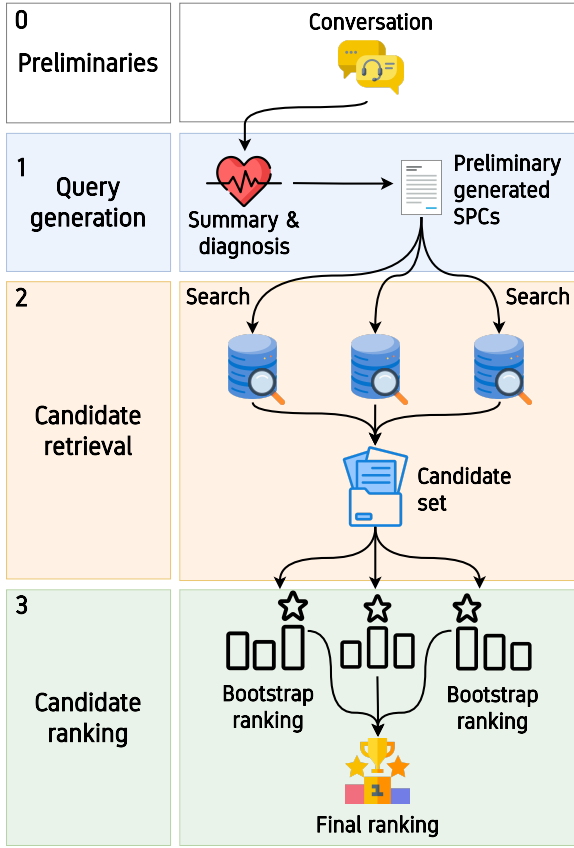 0
Preliminaries
Conversation
1
Query
generation
Summary &
diagnosis
Preliminary
generated
SPCs
2
Candidate
retrieval
Search
Search
Candidate
set
3
Candidate
ranking
Bootstrap
ranking
Bootstrap
ranking
1
Final ranking